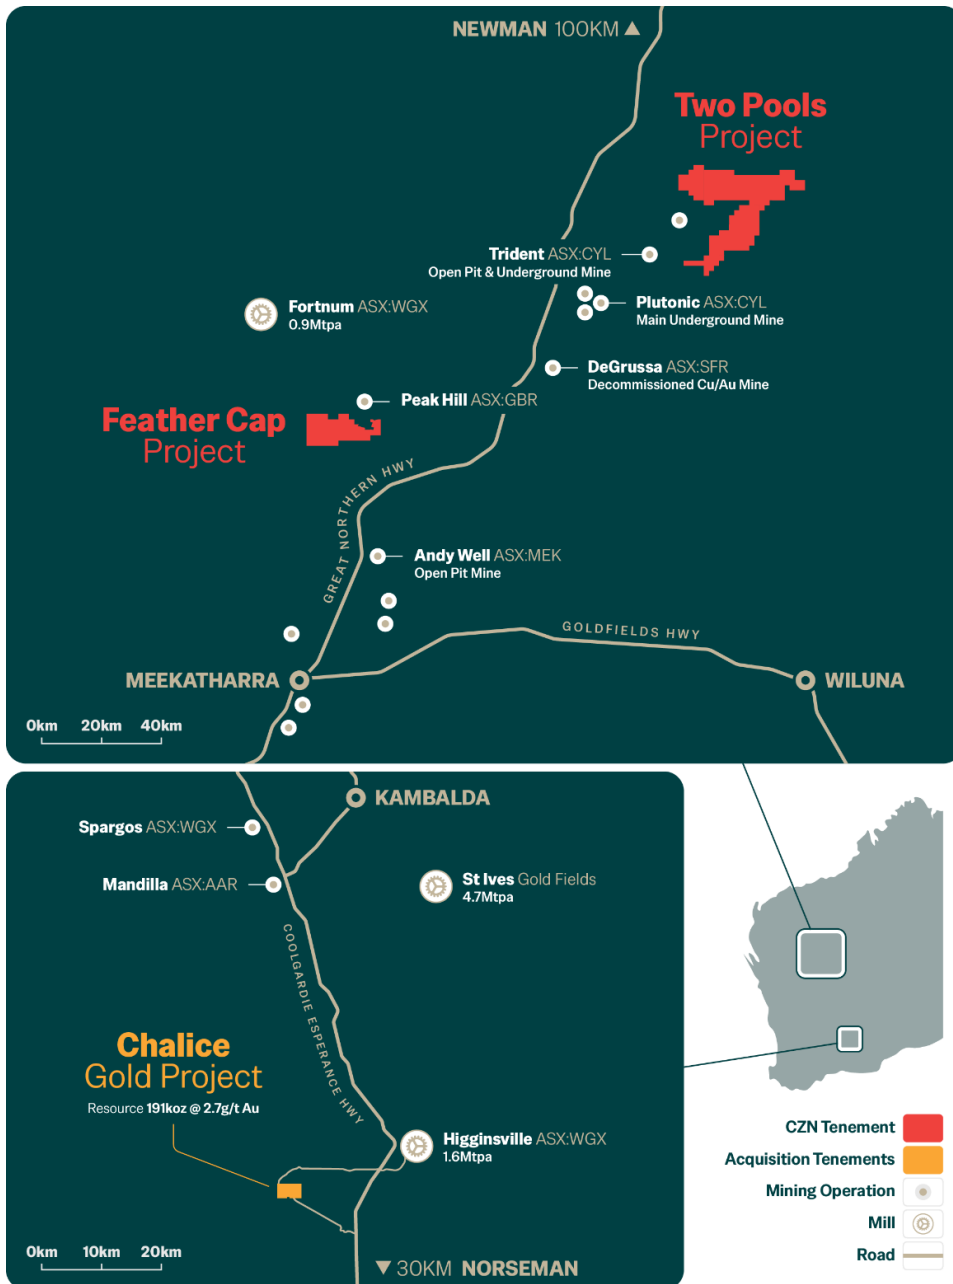 NEWMAN 100KM ▲
Two Pools
Project
Trident ASX:CYL
Open Pit & Underground Mine
Fortnum ASX:WGX
0.9Mtpa
Plutonic ASX:CYL
Main Underground Mine
DeGrussa ASX:SFR
Decommissioned Cu/Au Mine
Peak Hill ASX:GBR
Feather Cap
Project
GREAT NORTHERN HWY
Andy Well ASX:MEK
Open Pit Mine
GOLDFIELDS HWY
MEEKATHARRA
WILUNA
0km 20km 40km
KAMBALDA
Spargos ASX:WGX
Mandilla ASX:AAR
St Ives Gold Fields
4.7Mtpa
COOLGARDIE ESPERANCE HWY
Chalice
Gold Project
Resource 191koz @ 2.7g/t Au
Higginsville ASX:WGX
1.6Mtpa
0km 10km 20km
▼ 30KM NORSEMAN
CZN Tenement
Acquisition Tenements
Mining Operation
Mill
Road